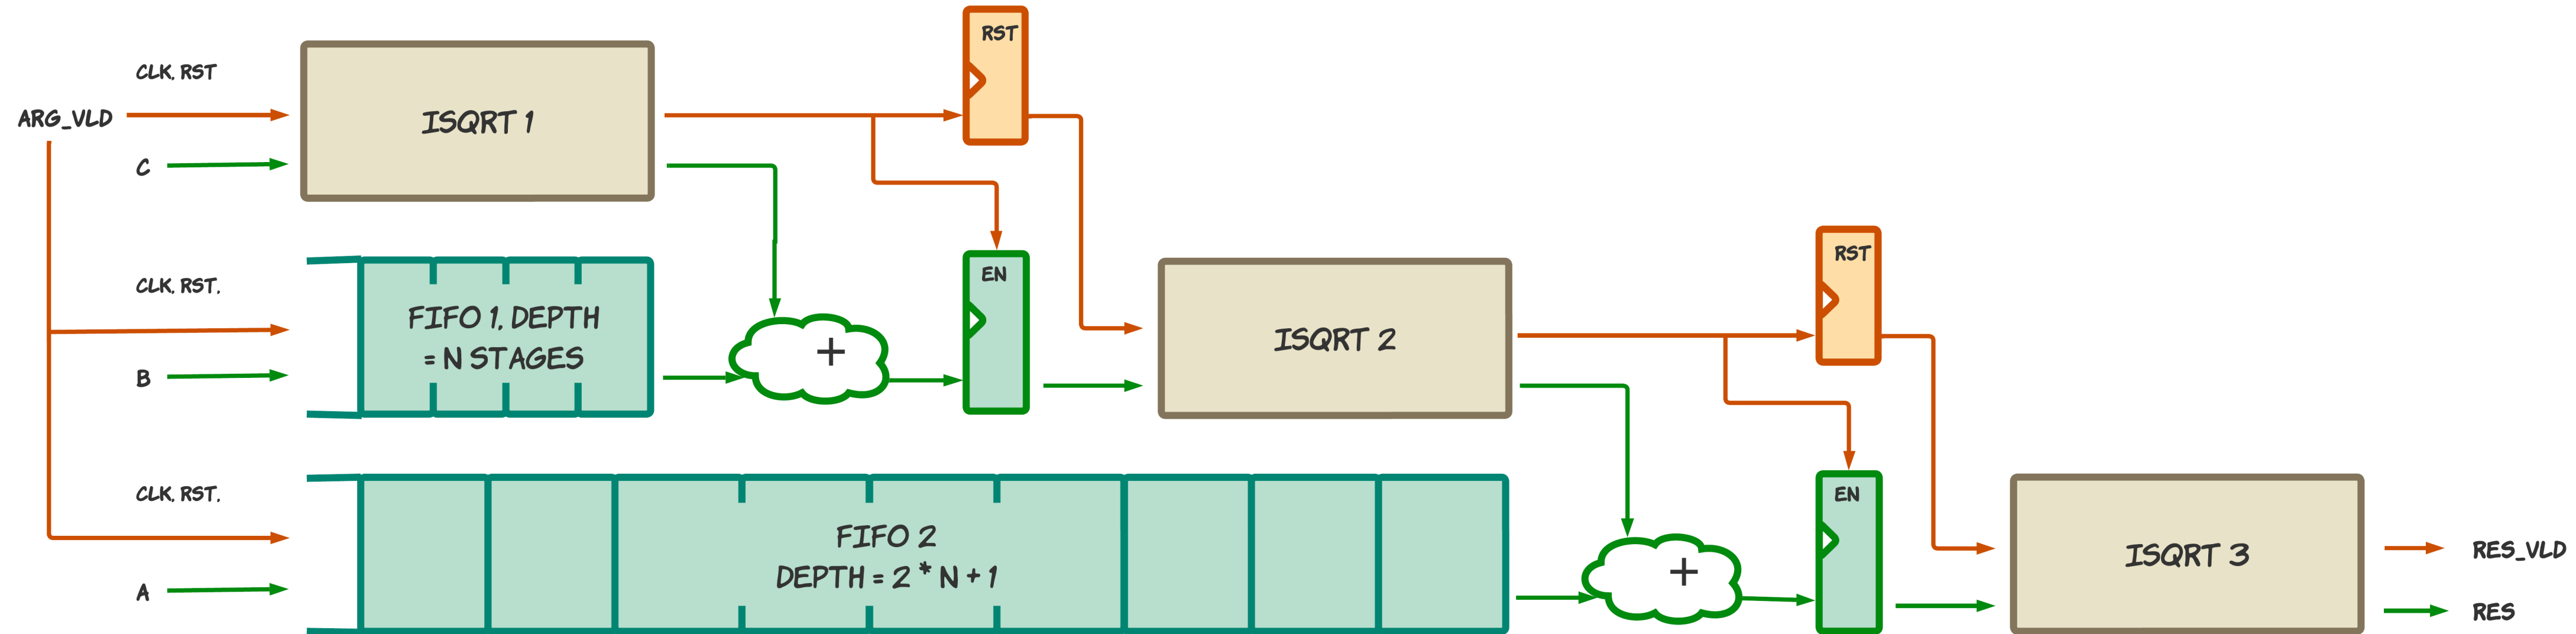 RST
CLK, RST
ARG_VLD
ISQRT 1
C
RST
EN
CLK, RST,
FIFO 1, DEPTH
= N STAGES
+
ISQRT 2
B
EN
CLK, RST,
FIFO 2
DEPTH = 2 * N + 1
+
ISQRT 3
RES_VLD
A
RES